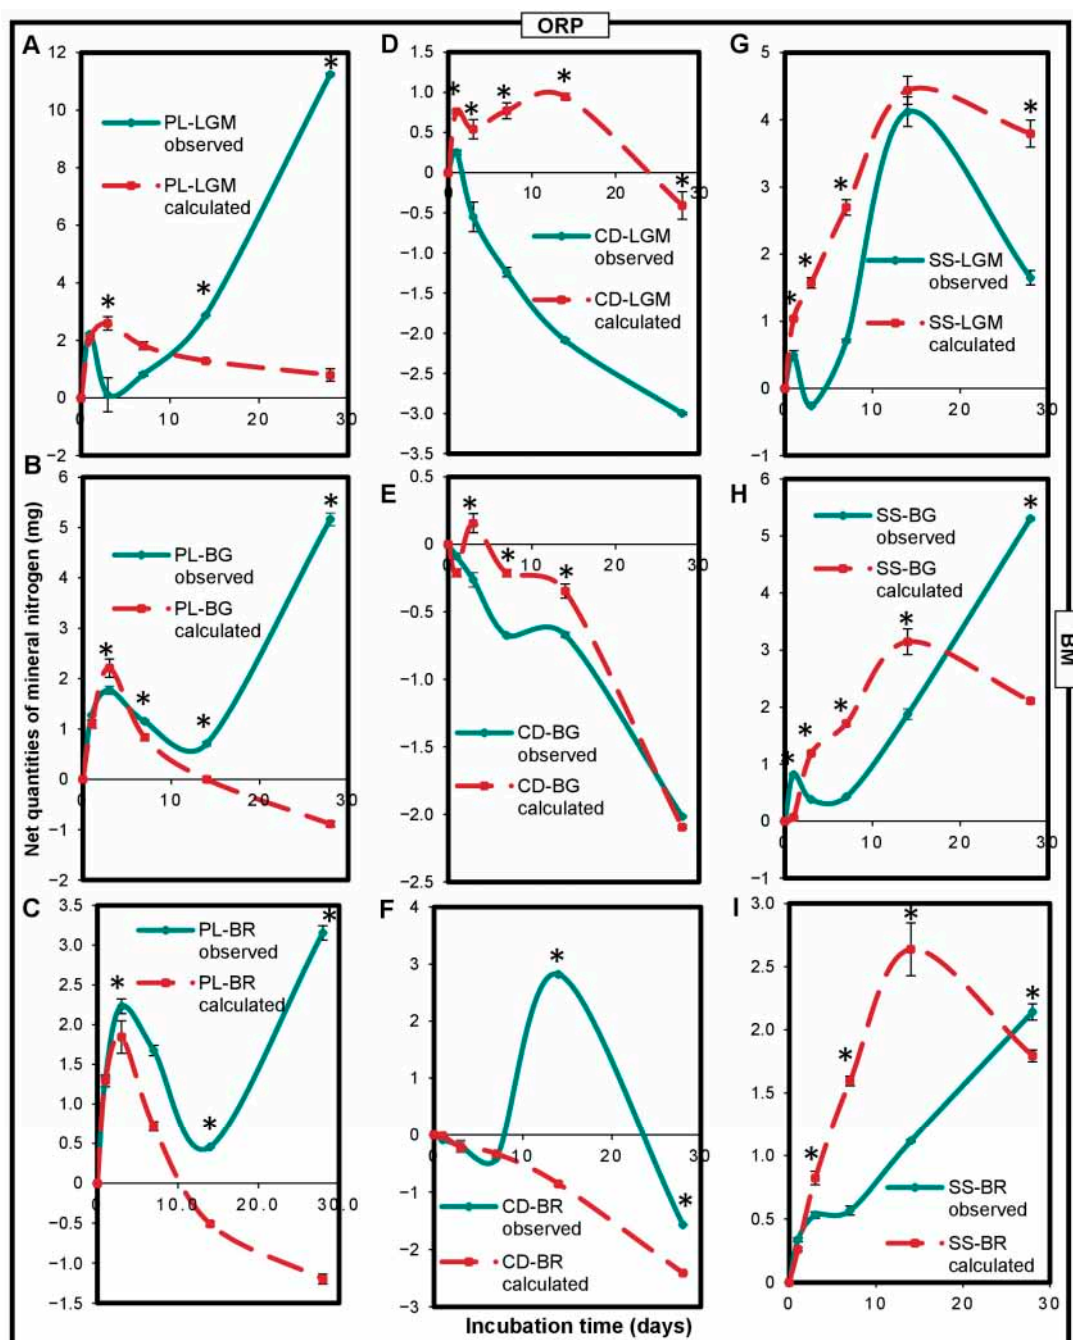 ORP
A
12
10
8
6
4
2
0
−2
0
10
20
30
PL-LGM
observed
PL-LGM
calculated
*
*
*
D
1.5
1.0
0.5
0
−0.5
−1.0
−1.5
−2.0
−2.5
−3.0
−3.5
0
10
20
30
CD-LGM
observed
CD-LGM
calculated
*
*
*
*
*
G
5
4
3
2
1
0
−1
0
10
20
30
SS-LGM
observed
SS-LGM
calculated
*
*
*
*
Net quantities of mineral nitrogen (mg)
B
6
5
4
3
2
1
0
−1
−2
0
10
20
30
PL-BG
observed
PL-BG
calculated
*
*
*
*
E
0.5
0
−0.5
−1.0
−1.5
−2.0
−2.5
0
10
20
30
CD-BG
observed
CD-BG
calculated
*
*
*
H
6
5
4
3
2
1
0
−1
0
10
20
30
SS-BG
observed
SS-BG
calculated
*
*
*
*
*
BM
C
3.5
3.0
2.5
2.0
1.5
1.0
0.5
0
−0.5
−1.0
−1.5
0
10.0
20.0
30.0
PL-BR
observed
PL-BR
calculated
*
*
*
F
4
3
2
1
0
−1
−2
−3
0
10
20
30
CD-BR
observed
CD-BR
calculated
*
*
I
3.0
2.5
2.0
1.5
1.0
0.5
0
0
10
20
30
SS-BR
observed
SS-BR
calculated
*
*
*
*
Incubation time (days)